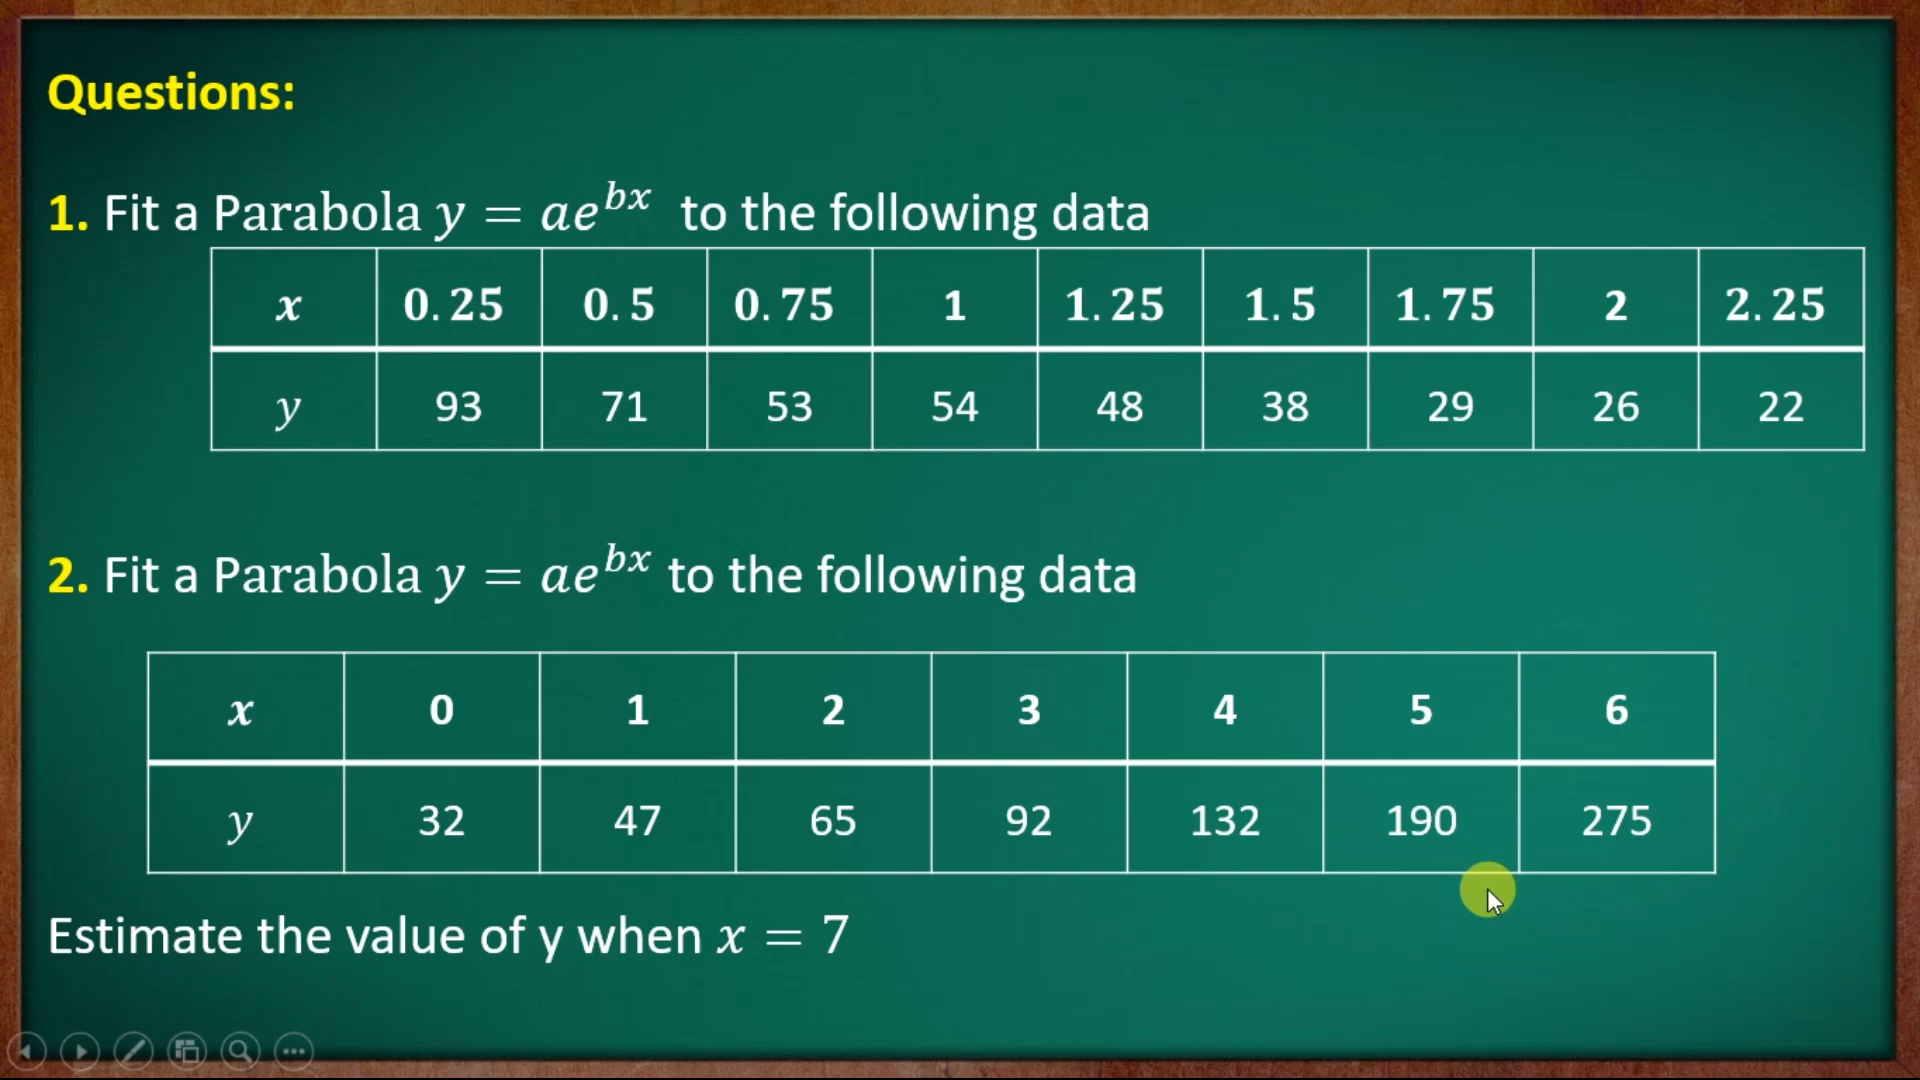 Questions:
1. Fit a Parabola y = ae^{bx} to the following data
x 0.25 0.5 0.75 1 1.25 1.5 1.75 2 2.25
y 93 71 53 54 48 38 29 26 22
2. Fit a Parabola y = ae^{bx} to the following data
x 0 1 2 3 4 5 6
y 32 47 65 92 132 190 275
Estimate the value of y when x = 7